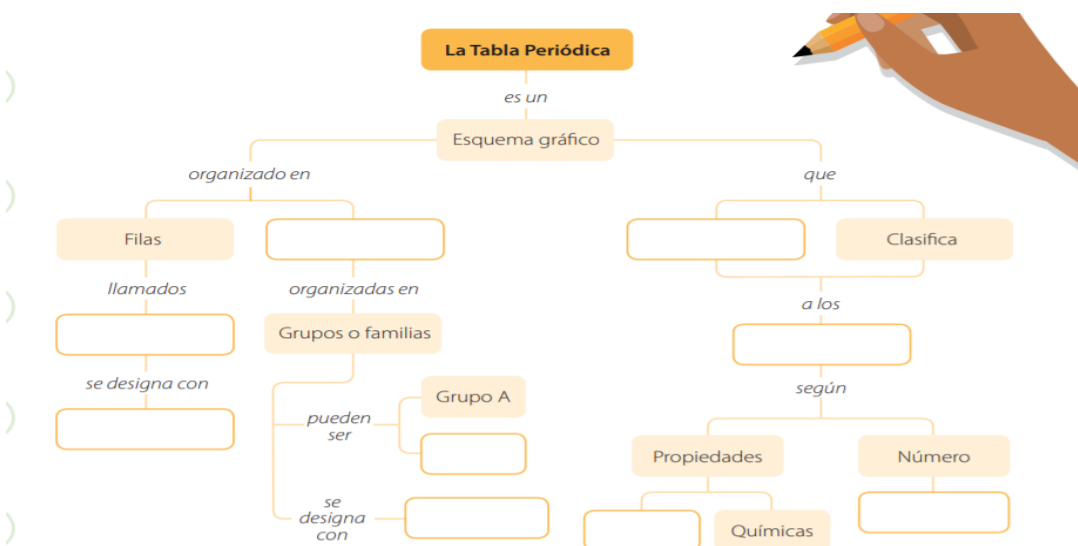 La Tabla Periódica
es un
Esquema gráfico
organizado en
que
Filas
Clasifica
llamados
organizadas en
a los
Grupos o familias
se designa con
según
Grupo A
pueden
ser
Propiedades
Número
se
designa
con
Químicas